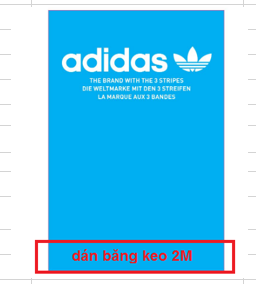 adidas
THE BRAND WITH THE 3 STRIPES
DIE WELTMARKE MIT DEN 3 STREIFEN
LA MARQUE AUX 3 BANDES
dán băng keo 2M